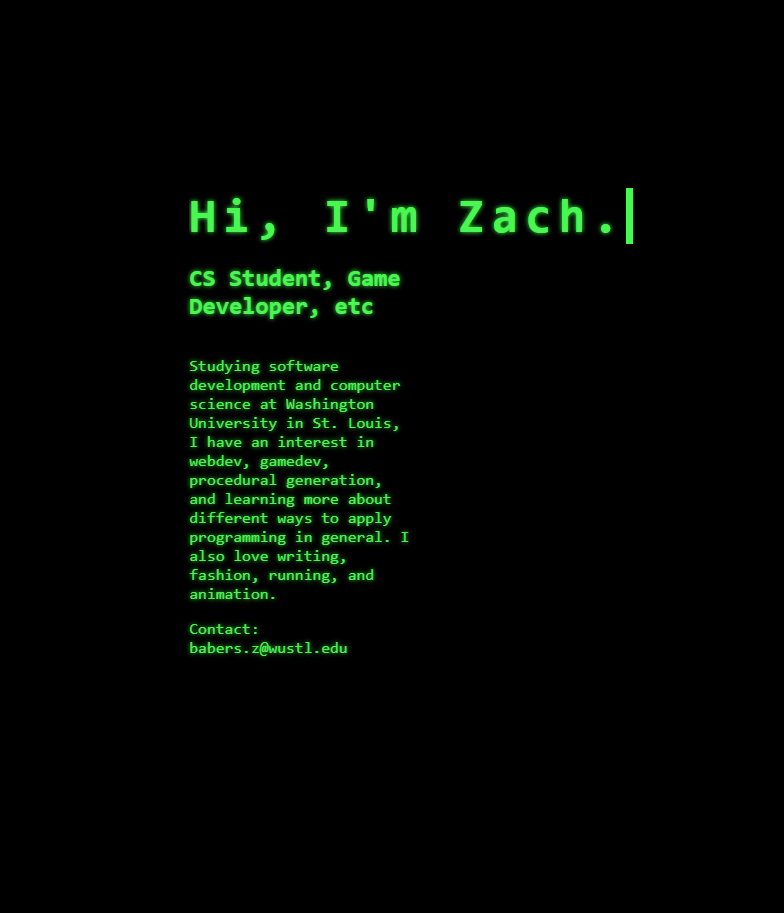 Hi, I'm Zach.
CS Student, Game
Developer, etc
Studying software
development and computer
science at Washington
University in St. Louis,
I have an interest in
webdev, gamedev,
procedural generation,
and learning more about
different ways to apply
programming in general. I
also love writing,
fashion, running, and
animation.
Contact:
babers.z@wustl.edu